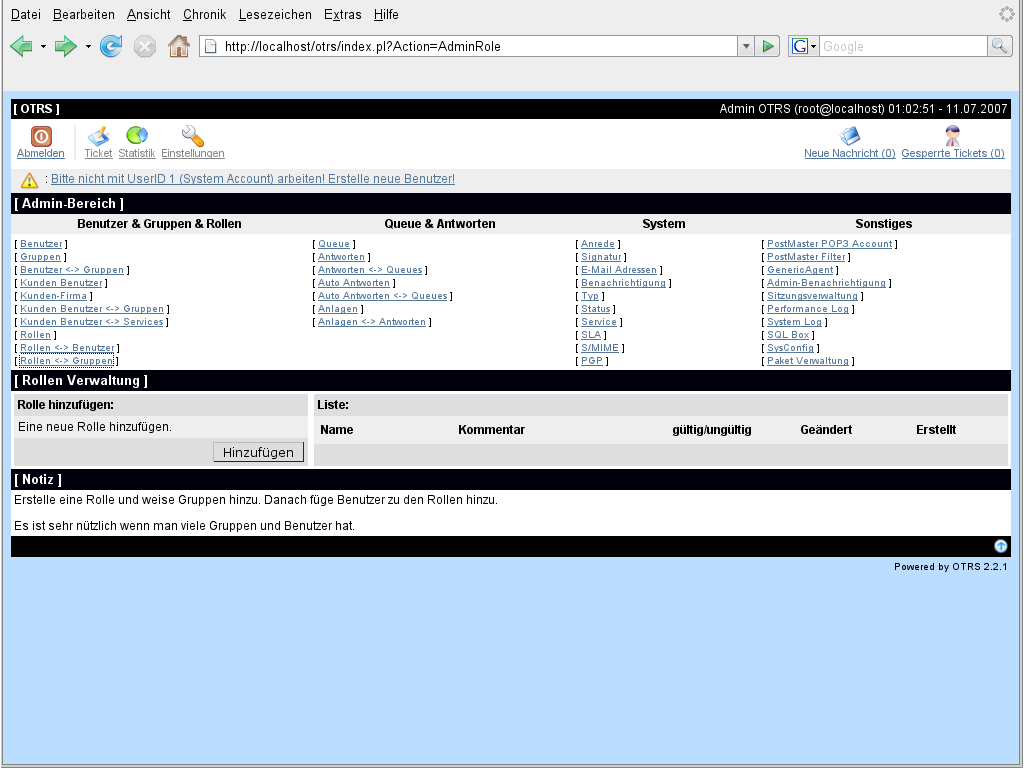 Datei Bearbeiten Ansicht Chronik Lesezeichen Extras Hilfe
http://localhost/otrs/index.pl?Action=AdminRole
G Google
[ OTRS ] Admin OTRS (root@localhost) 01:02:51 - 11.07.2007
Abmelden Ticket Statistik Einstellungen Neue Nachricht (0) Gesperrte Tickets (0)
: Bitte nicht mit UserID 1 (System Account) arbeiten! Erstelle neue Benutzer!
[ Admin-Bereich ]
Benutzer & Gruppen & Rollen Queue & Antworten System Sonstiges
[ Benutzer ] [ Queue ] [ Anrede ] [ PostMaster POP3 Account ]
[ Gruppen ] [ Antworten ] [ Signatur ] [ PostMaster Filter ]
[ Benutzer <-> Gruppen ] [ Antworten <-> Queues ] [ E-Mail Adressen ] [ GenericAgent ]
[ Kunden Benutzer ] [ Auto Antworten ] [ Benachrichtigung ] [ Admin-Benachrichtigung ]
[ Kunden-Firma ] [ Auto Antworten <-> Queues ] [ Typ ] [ Sitzungsverwaltung ]
[ Kunden Benutzer <-> Gruppen ] [ Anlagen ] [ Status ] [ Performance Log ]
[ Kunden Benutzer <-> Services ] [ Anlagen <-> Antworten ] [ Service ] [ System Log ]
[ Rollen ] [ SLA ] [ SQL Box ]
[ Rollen <-> Benutzer ] [ S/MIME ] [ SysConfig ]
[ Rollen <-> Gruppen ] [ PGP ] [ Paket Verwaltung ]
[ Rollen Verwaltung ]
Rolle hinzufügen: Liste:
Eine neue Rolle hinzufügen. Name Kommentar gültig/ungültig Geändert Erstellt
Hinzufügen
[ Notiz ]
Erstelle eine Rolle und weise Gruppen hinzu. Danach füge Benutzer zu den Rollen hinzu.
Es ist sehr nützlich wenn man viele Gruppen und Benutzer hat.
Powered by OTRS 2.2.1